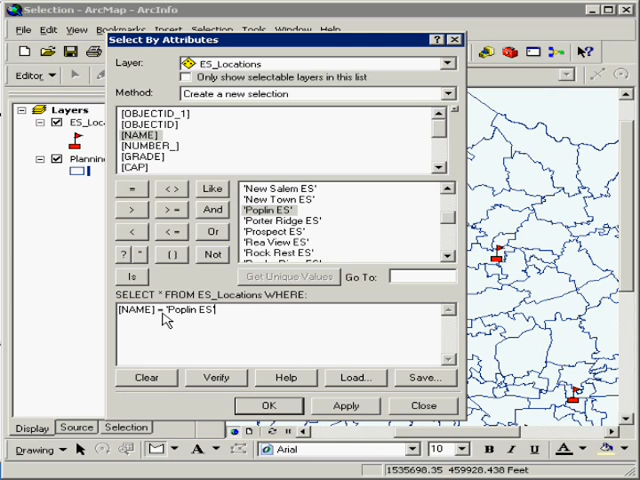 Selection - ArcMap - ArcInfo
File Edit View Bookmarks Insert Selection Tools Window Help
Select By Attributes
Editor
Layer: ES_Locations
Only show selectable layers in this list
Method: Create a new selection
Layers
ES_Loc
Planning
[OBJECTID_1]
[OBJECTID]
[NAME]
[NUMBER_]
[GRADE]
[CAP]
= < > Like
> > = And
< < = Or
? * ( ) Not
Is
'New Salem ES'
'New Town ES'
'Poplin ES'
'Porter Ridge ES'
'Prospect ES'
'Rea View ES'
'Rock Rest ES'
Get Unique Values Go To:
SELECT * FROM ES_Locations WHERE:
[NAME] = 'Poplin ES'
Clear Verify Help Load... Save...
OK Apply Close
Display Source Selection
Drawing A Arial 10 B I U A
1535698.35 459928.438 Feet